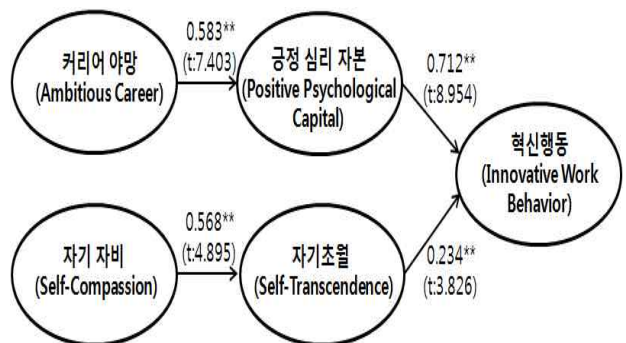 커리어 야망
(Ambitious Career)
0.583**
(t:7.403)
긍정 심리 자본
(Positive Psychological
Capital)
0.712**
(t:8.954)
혁신행동
(Innovative Work
Behavior)
자기 자비
(Self-Compassion)
0.568**
(t:4.895)
자기초월
(Self-Transcendence)
0.234**
(t:3.826)